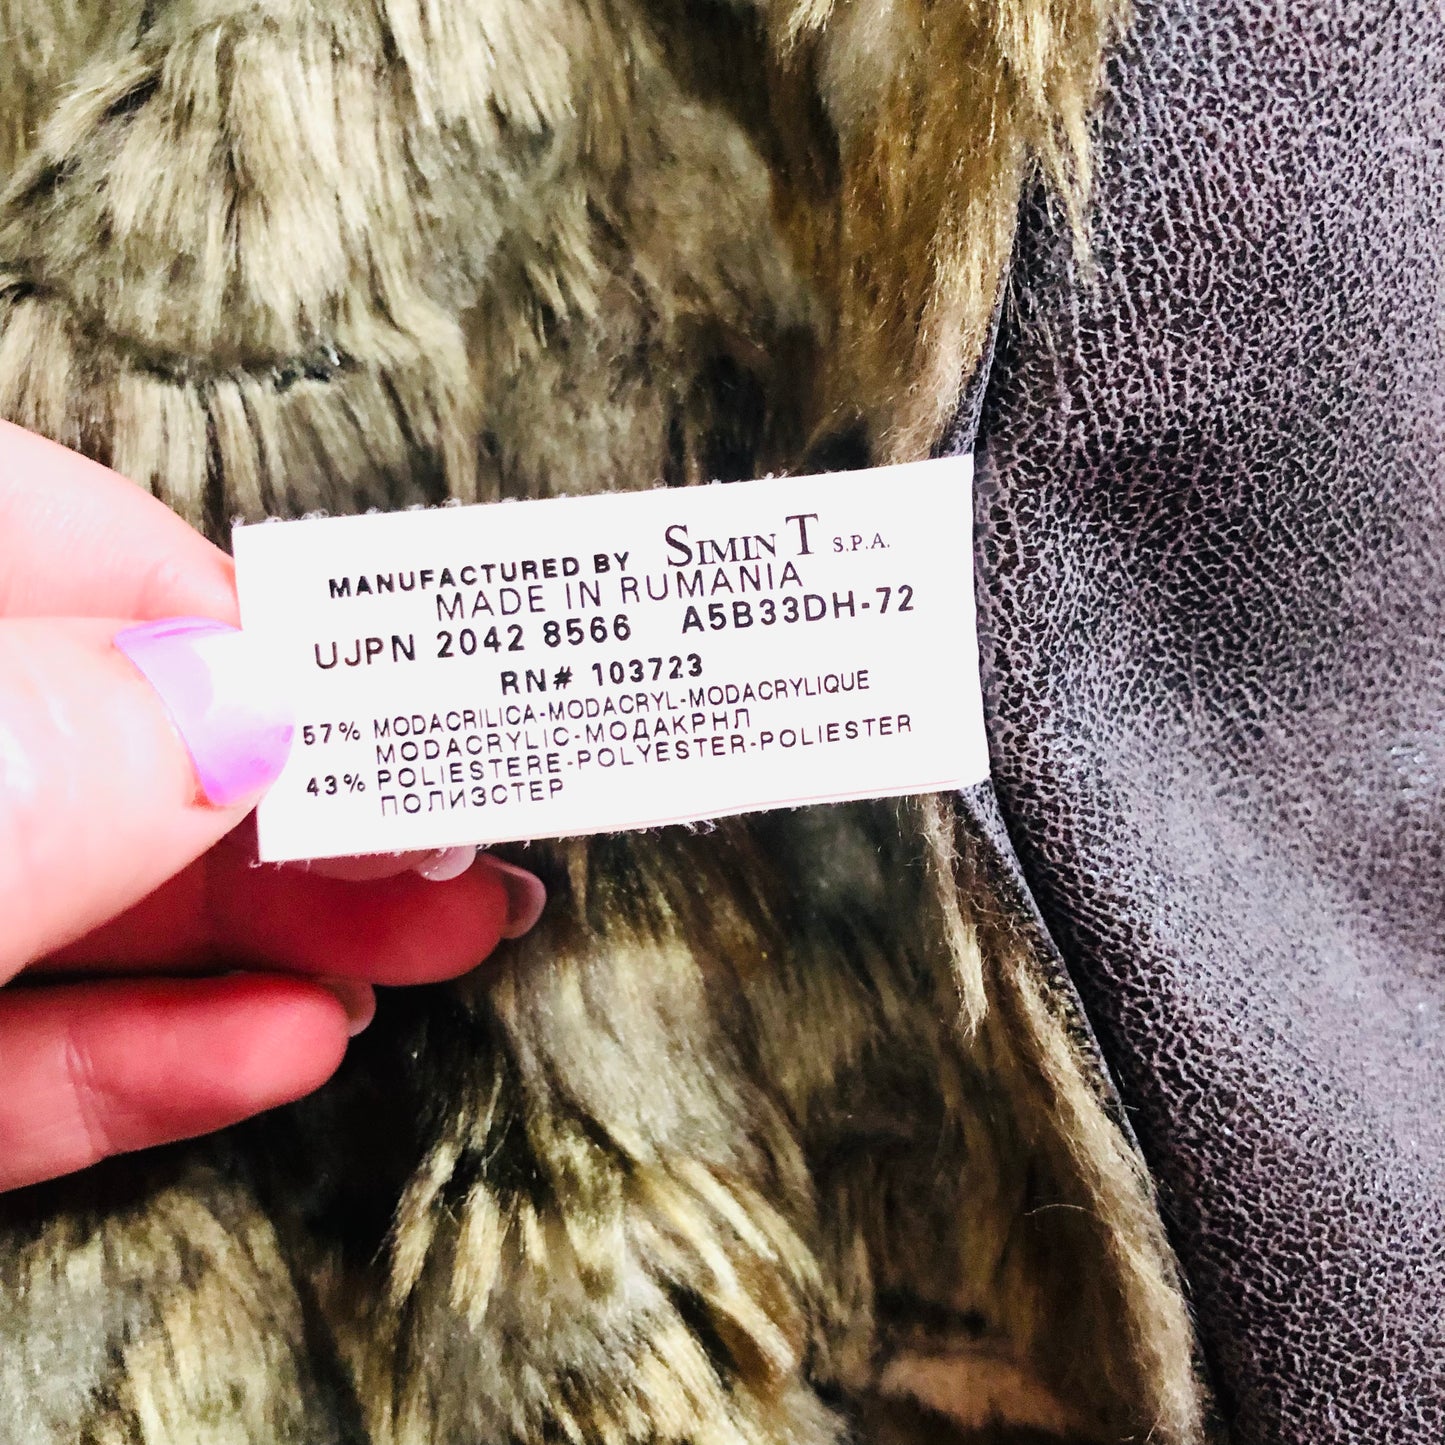 MANUFACTURED BY SIMIN T S.P.A.
MADE IN RUMANIA
UJPN 2042 8566 A5B33DH-72
RN# 103723
57% MODACRILICA-MODACRYL-MODACRYLIQUE
MODACRYLIC-МОДАКРНЛ
43% POLIESTERE-POLYESTER-POLIESTER
ПОЛИЗСТЕР